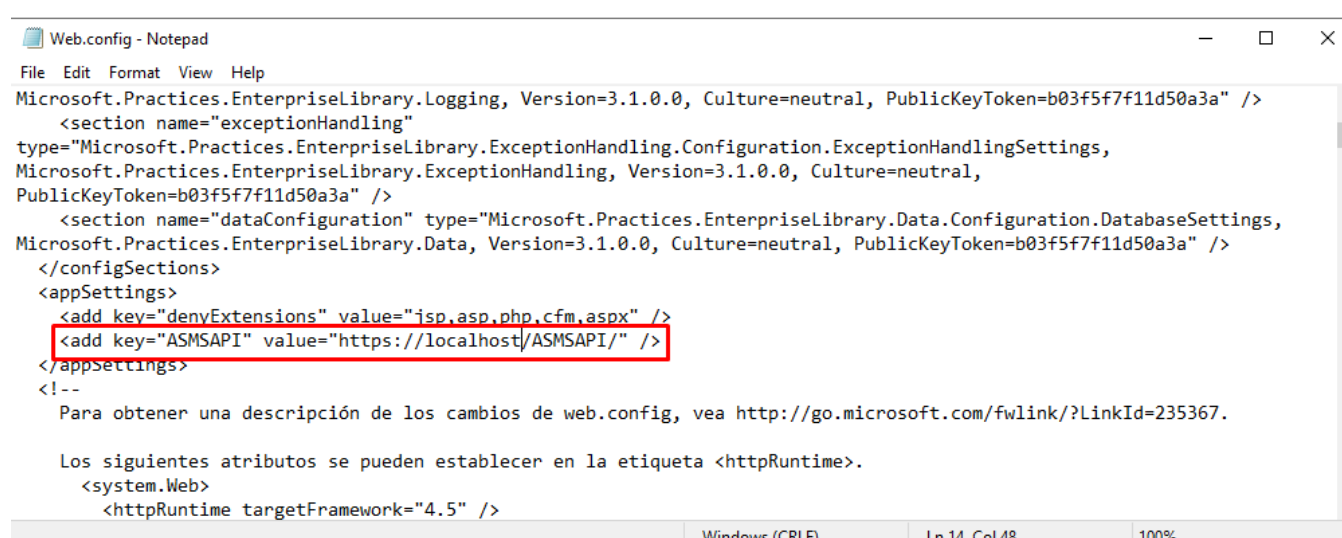 Web.config - Notepad
File Edit Format View Help
Microsoft.Practices.EnterpriseLibrary.Logging, Version=3.1.0.0, Culture=neutral, PublicKeyToken=b03f5f7f11d50a3a" />
<section name="exceptionHandling"
type="Microsoft.Practices.EnterpriseLibrary.ExceptionHandling.Configuration.ExceptionHandlingSettings,
Microsoft.Practices.EnterpriseLibrary.ExceptionHandling, Version=3.1.0.0, Culture=neutral,
PublicKeyToken=b03f5f7f11d50a3a" />
<section name="dataConfiguration" type="Microsoft.Practices.EnterpriseLibrary.Data.Configuration.DatabaseSettings,
Microsoft.Practices.EnterpriseLibrary.Data, Version=3.1.0.0, Culture=neutral, PublicKeyToken=b03f5f7f11d50a3a" />
</configSections>
<appSettings>
<add key="denyExtensions" value="jsp,asp,php,cfm,aspx" />
<add key="ASMSAPI" value="https://localhost/ASMSAPI/" />
</appSettings>
<!--
Para obtener una descripción de los cambios de web.config, vea http://go.microsoft.com/fwlink/?LinkId=235367.
Los siguientes atributos se pueden establecer en la etiqueta <httpRuntime>.
<system.Web>
<httpRuntime targetFramework="4.5" />
Windows (CRLF) Ln 14, Col 48 100%